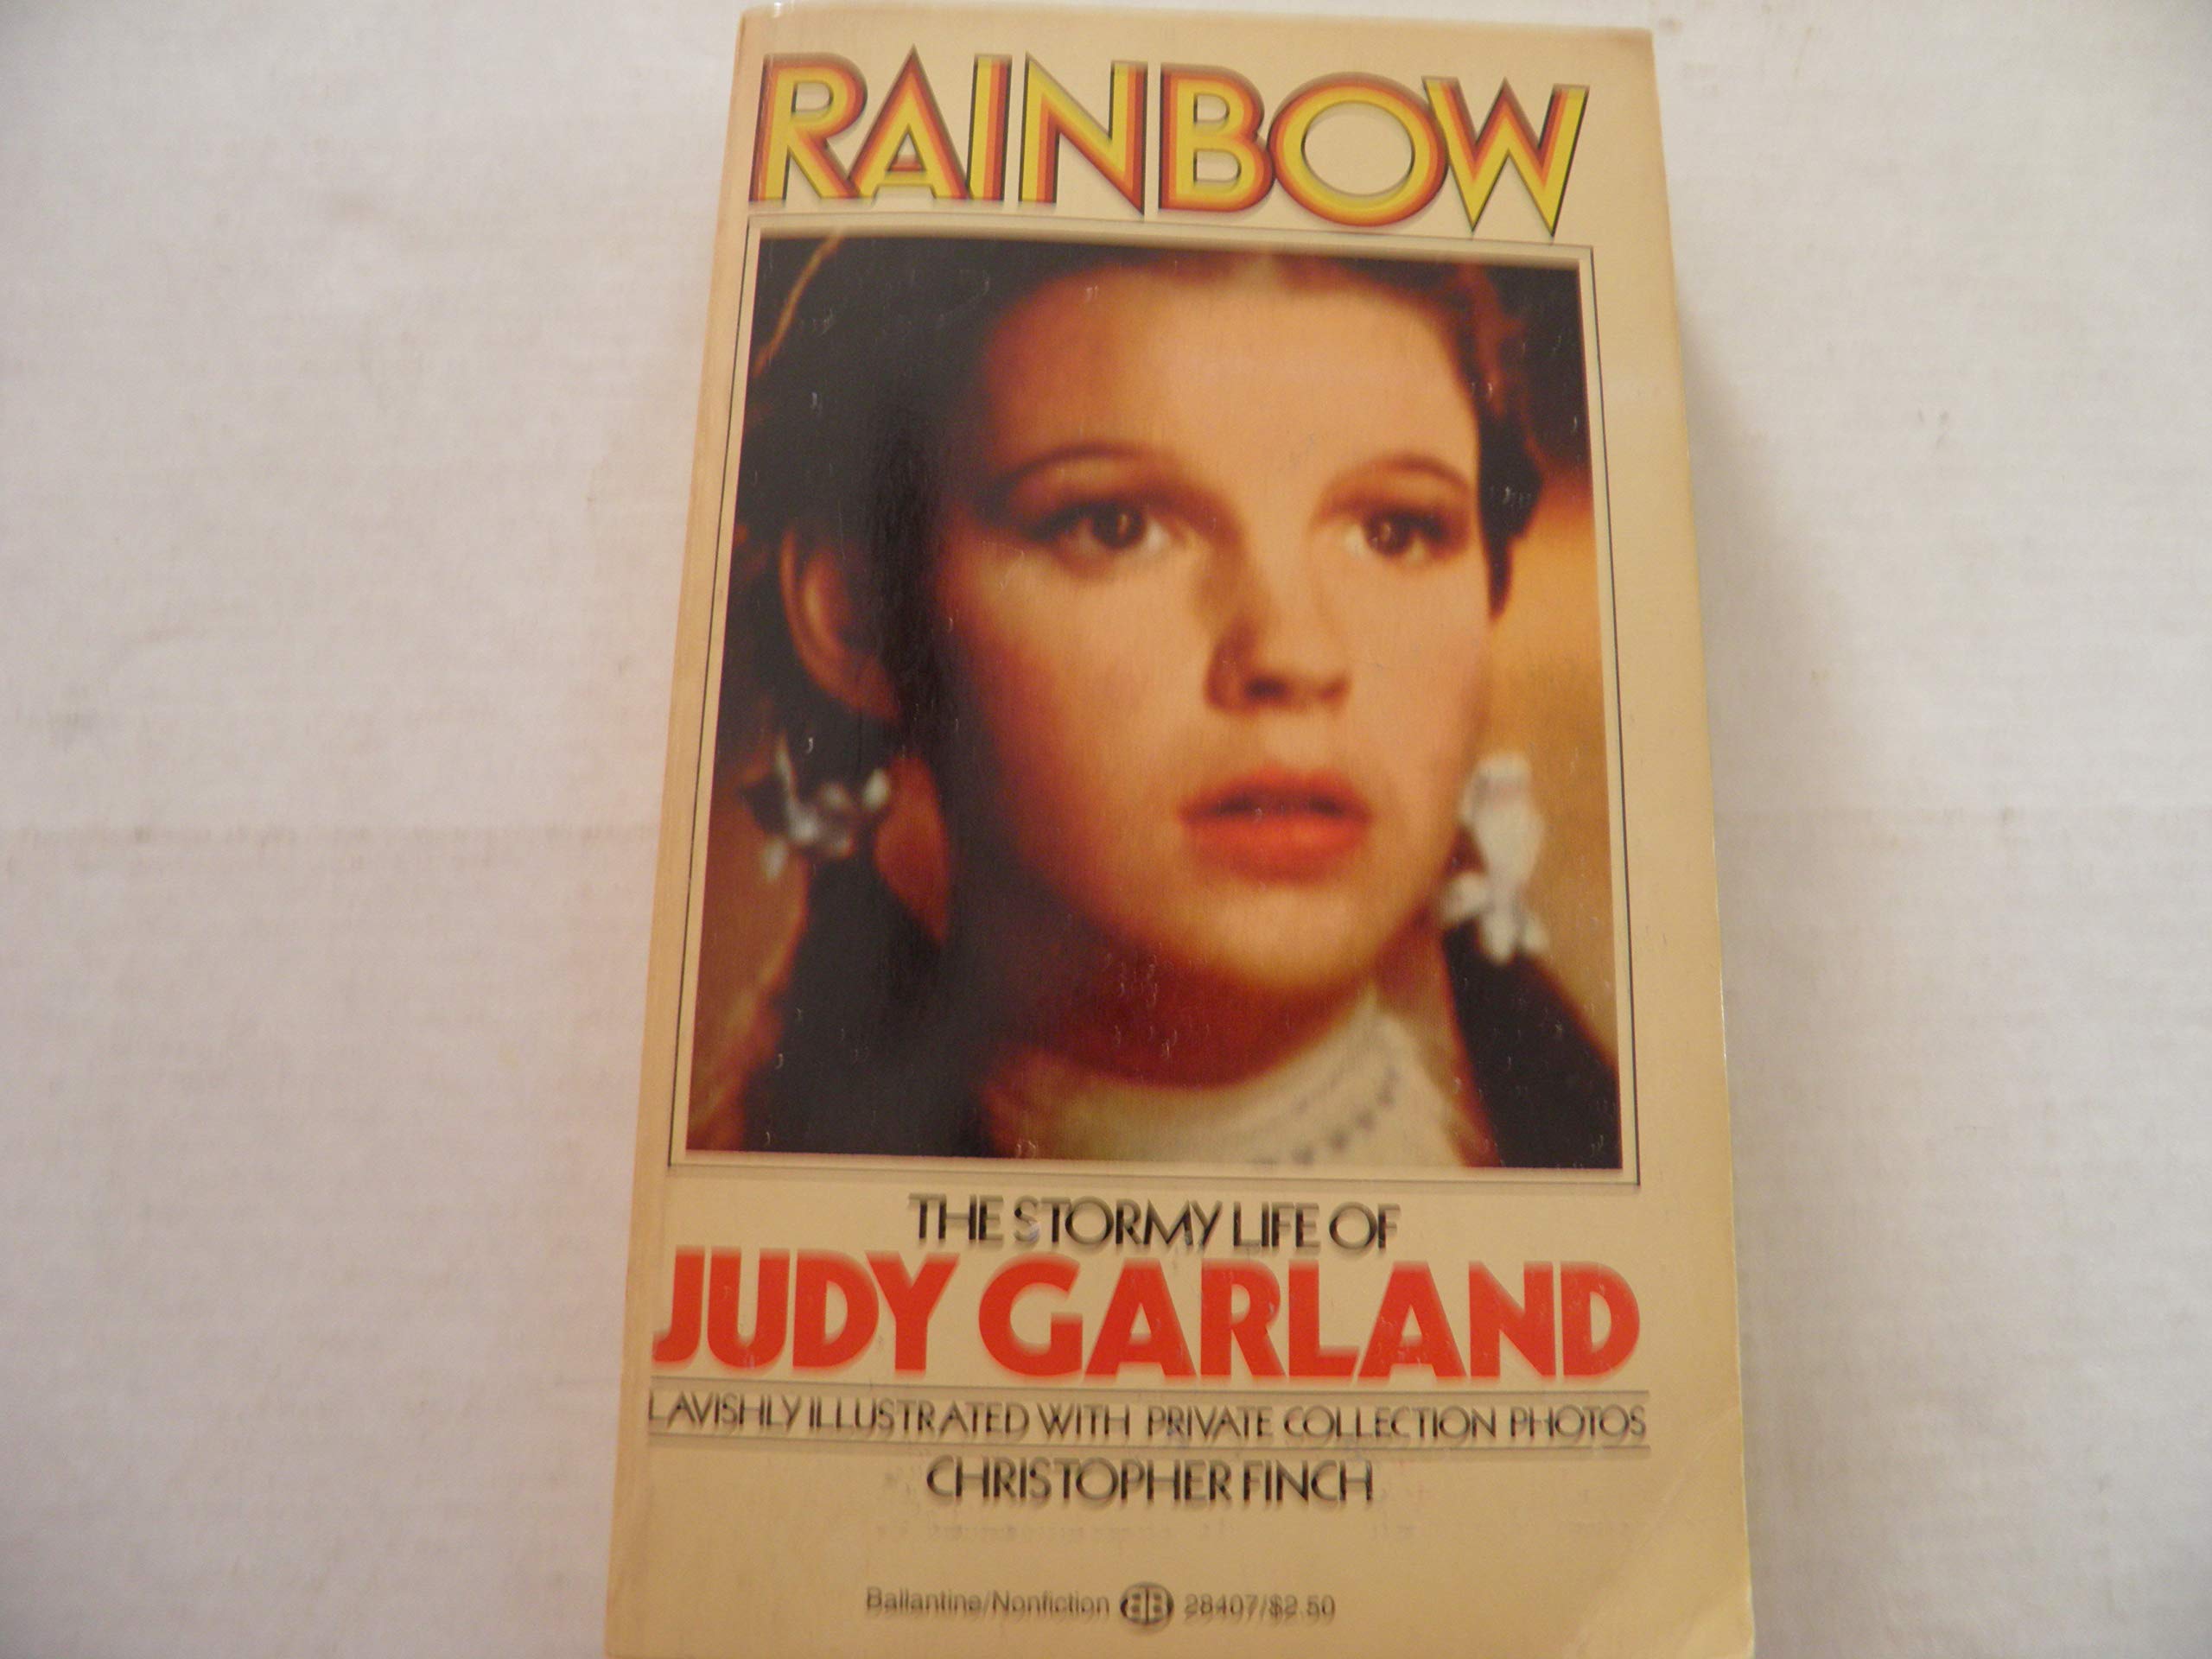 RAINBOW
THE STORMY LIFE OF
JUDY GARLAND
LAVISHLY ILLUSTRATED WITH PRIVATE COLLECTION PHOTOS
CHRISTOPHER FINCH
Ballantine/Nonfiction BB 28407/$2.50